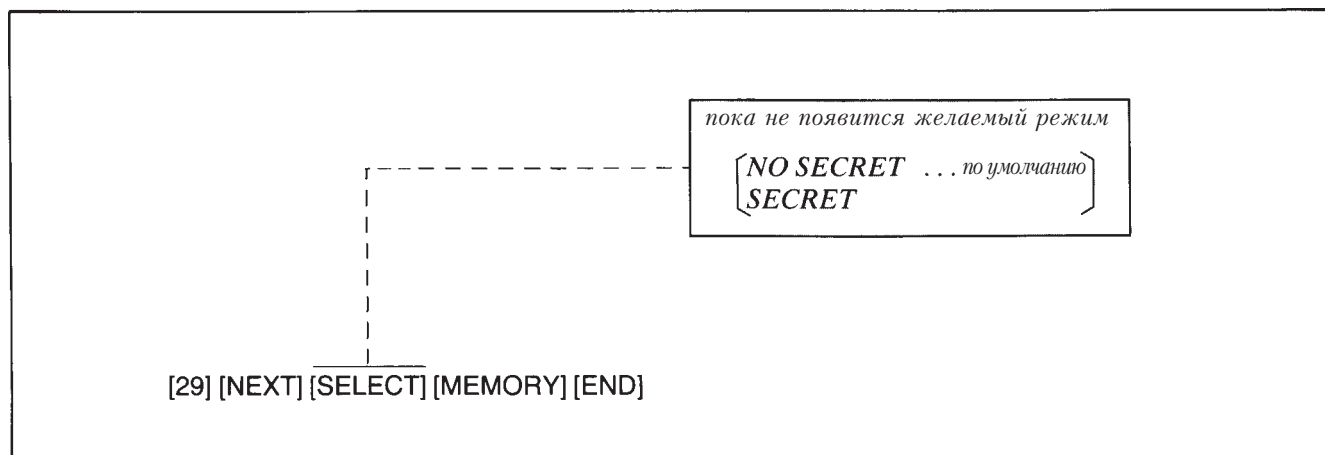 пока не появится желаемый режим
NO SECRET ... по умолчанию
SECRET
[29] [NEXT] [SELECT] [MEMORY] [END]